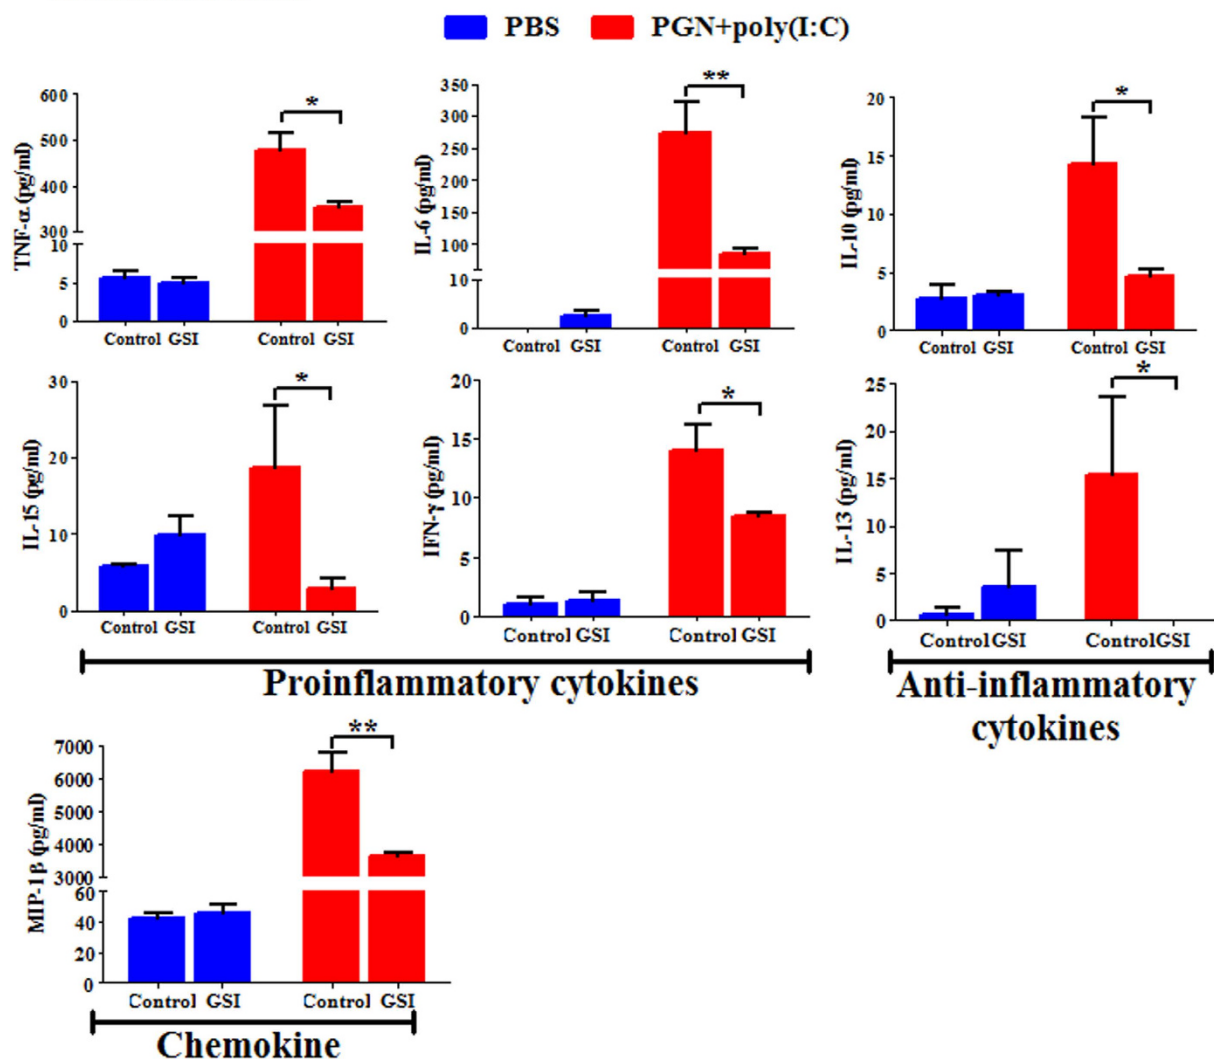 PBS PGN+poly(I:C)
TNF-α (pg/ml)
600
500
400
300
10
5
0
Control GSI
Control GSI
*
IL-6 (pg/ml)
350
300
250
200
150
100
10
0
Control GSI
Control GSI
**
IL-10 (pg/ml)
20
15
10
5
0
Control GSI
Control GSI
*
IL-15 (pg/ml)
30
20
10
0
Control GSI
Control GSI
*
IFN-γ (pg/ml)
20
15
10
5
0
Control GSI
Control GSI
*
IL-13 (pg/ml)
25
20
15
10
5
0
Control GSI
Control GSI
*
Proinflammatory cytokines
Anti-inflammatory
cytokines
MIP-1β (pg/ml)
7000
6000
5000
4000
3000
60
40
20
0
Control GSI
Control GSI
**
Chemokine